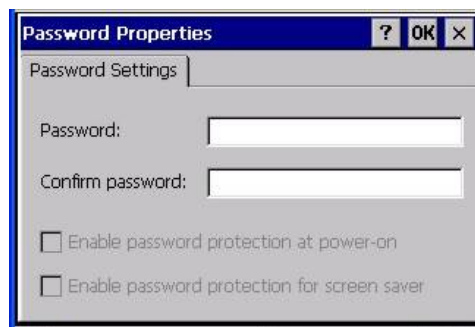 Password Properties ? OK ×
Password Settings
Password:
Confirm password:
Enable password protection at power-on
Enable password protection for screen saver